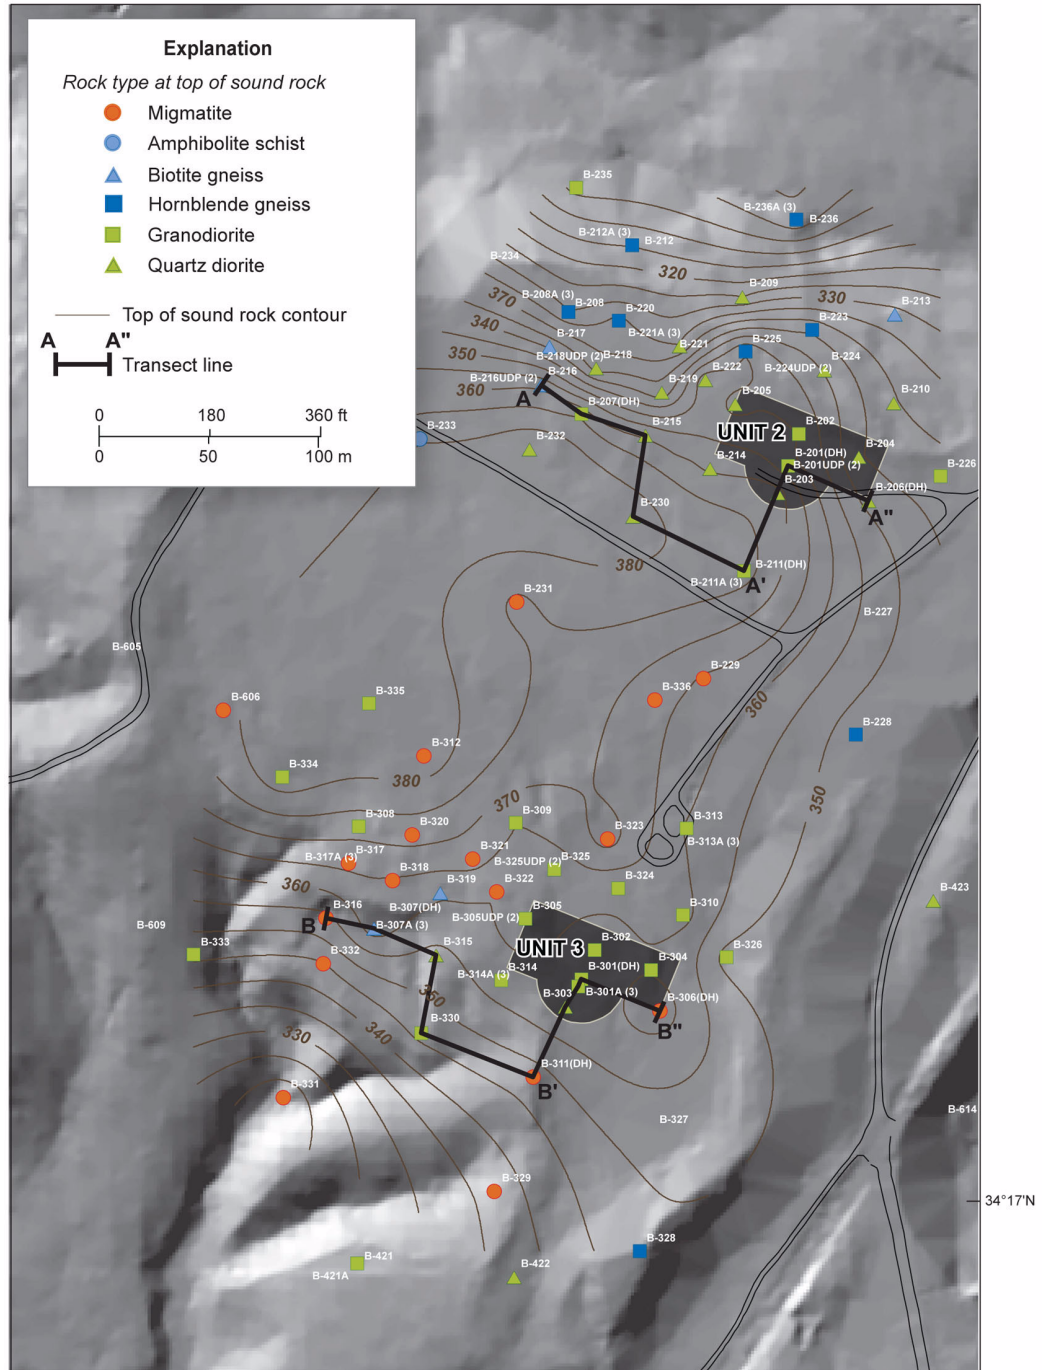 Explanation
Rock type at top of sound rock
Migmatite
Amphibolite schist
Biotite gneiss
Hornblende gneiss
Granodiorite
Quartz diorite
Top of sound rock contour
A A"
Transect line
0 180 360 ft
0 50 100 m
B-235
B-236A (3)
B-236
B-212A (3)
B-212
B-234
320
370
B-208A (3)
B-208
B-220
B-209
330
B-213
340
B-217
B-221A (3)
B-221
B-223
B-225
350
B-218UDP (2)
B-218
B-222
B-224UDP (2)
B-224
B-216UDP (2)
B-216
B-219
360
A
B-207(DH)
B-205
B-210
B-233
B-232
B-215
UNIT 2
B-202
B-204
B-214
B-201(DH)
B-201UDP (2)
B-203
B-226
B-206(DH)
A"
B-230
380
B-211(DH)
B-211A (3)
A'
B-231
B-227
B-605
B-229
B-606
B-335
B-336
360
B-228
B-312
B-334
380
370
350
B-308
B-320
B-309
B-323
B-313
B-313A (3)
B-317A (3)
B-317
B-321
B-325UDP (2)
B-325
B-318
B-322
B-324
360
B-319
B-423
B-316
B-307(DH)
B-305
B-310
B
B-307A (3)
B-305UDP (2)
B-609
B-333
B-332
B-315
UNIT 3
B-302
B-304
B-326
B-314A (3)
B-314
B-301(DH)
B-303
B-301A (3)
B-306(DH)
350
B"
330
340
B-330
B-311(DH)
B'
B-331
B-327
B-614
B-329
34°17'N
B-328
B-421
B-421A
B-422